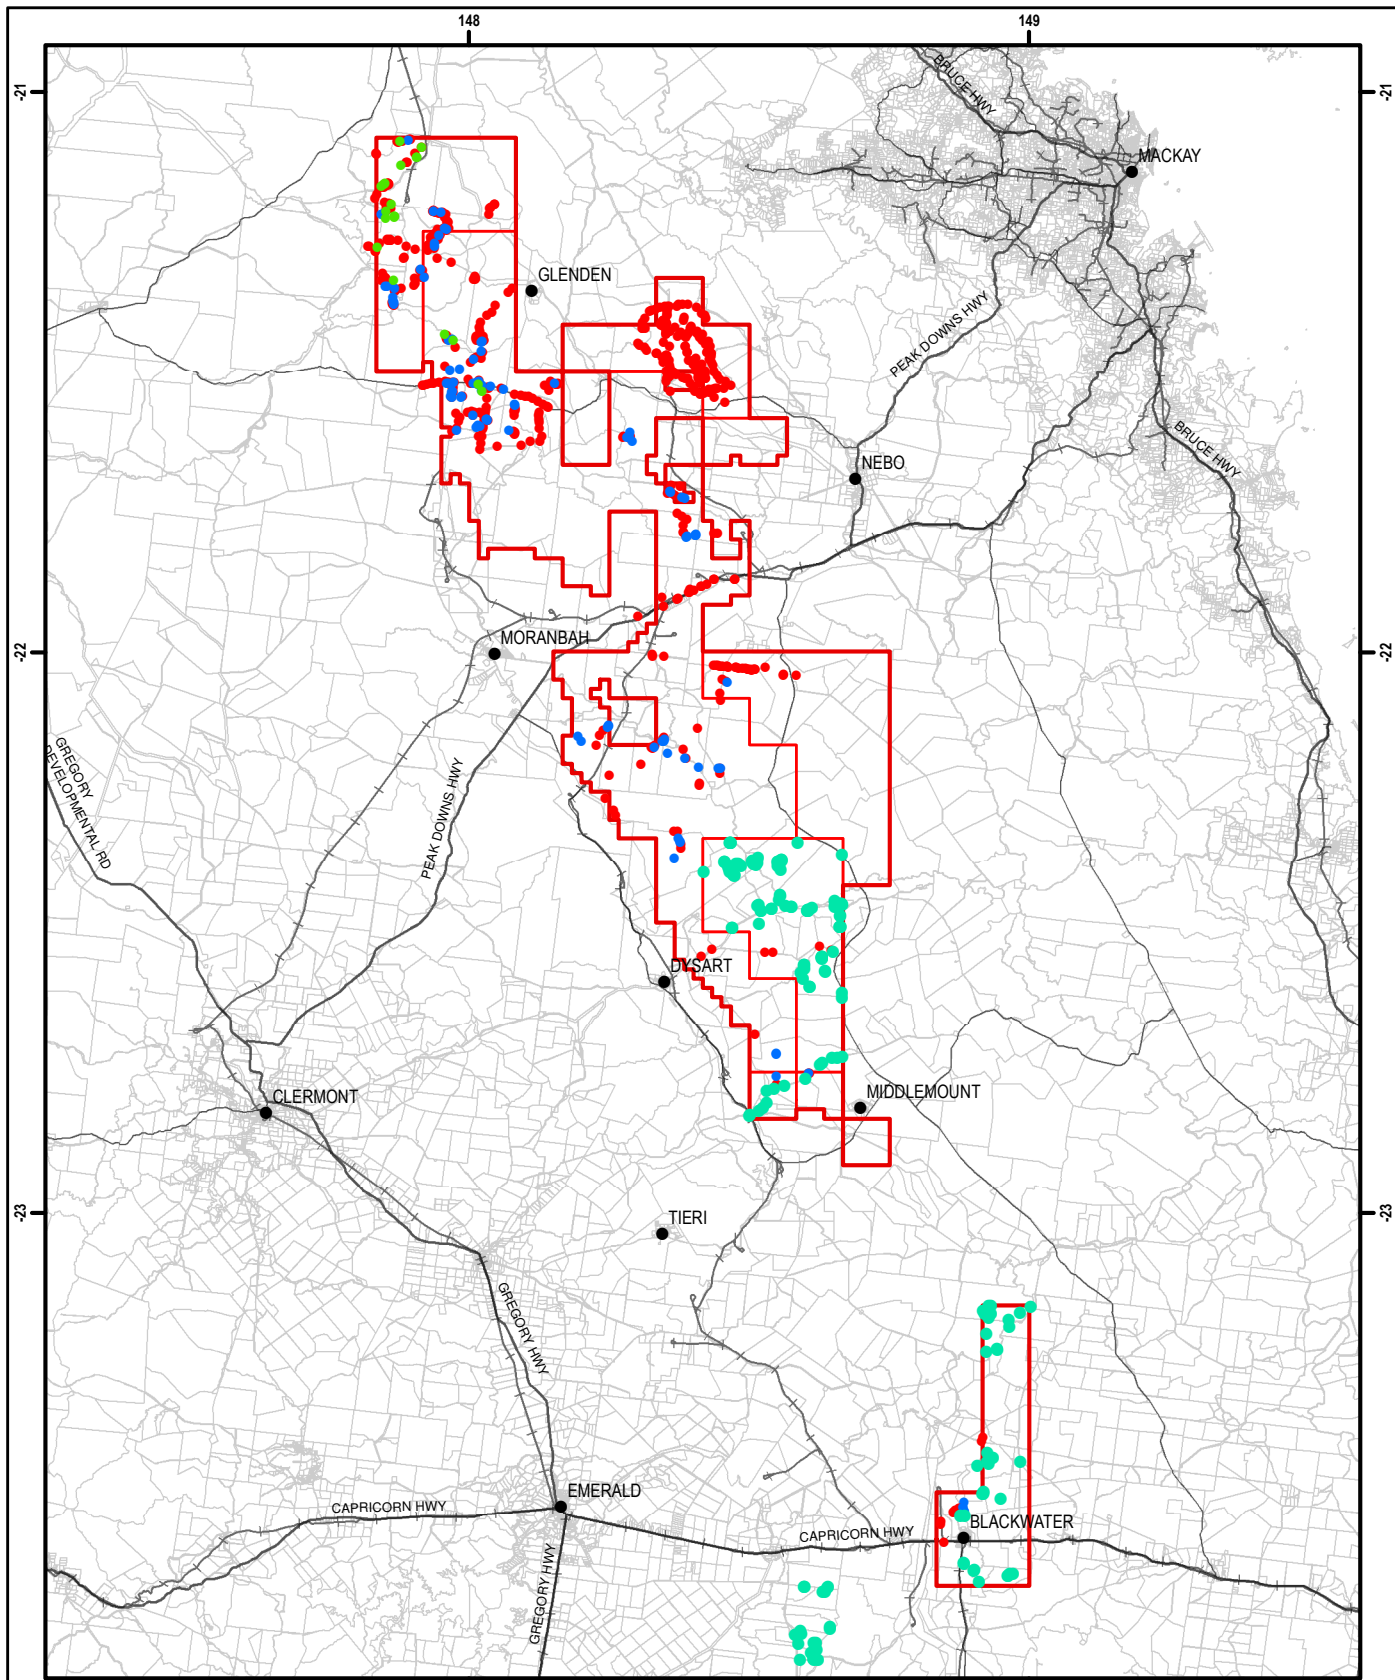 148
149
-21
-21
BRUCE HWY
MACKAY
GLENDEN
PEAK DOWNS HWY
BRUCE HWY
NEBO
-22
-22
MORANBAH
GREGORY
DEVELOPMENTAL RD
PEAK DOWNS HWY
DYSART
CLERMONT
MIDDLEMOUNT
-23
-23
TIERI
GREGORY HWY
EMERALD
CAPRICORN HWY
CAPRICORN HWY
BLACKWATER
GREGORY HWY